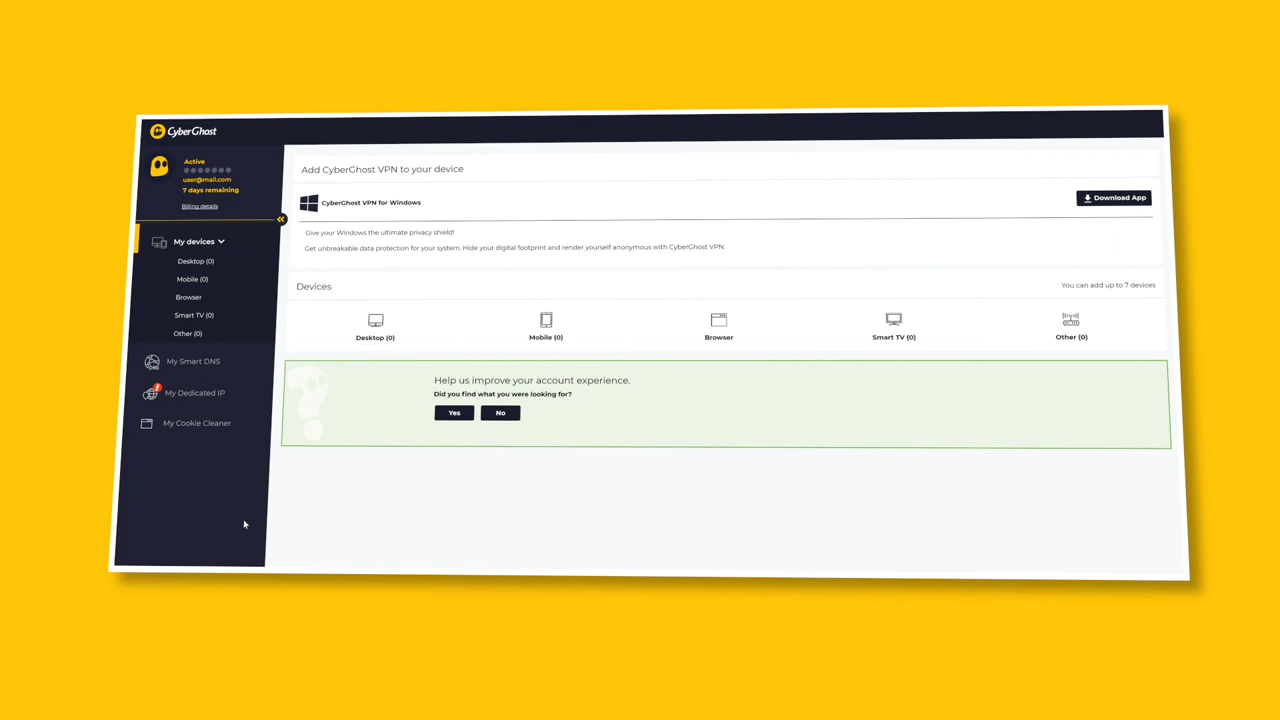 CyberGhost
Active
user@mail.com
7 days remaining
Billing details
My devices
Desktop (0)
Mobile (0)
Browser
Smart TV (0)
Other (0)
My Smart DNS
My Dedicated IP
My Cookie Cleaner
Add CyberGhost VPN to your device
CyberGhost VPN for Windows
Download App
Give your Windows the ultimate privacy shield!
Get unbreakable data protection for your system. Hide your digital footprint and render yourself anonymous with CyberGhost VPN.
Devices
You can add up to 7 devices
Desktop (0)
Mobile (0)
Browser
Smart TV (0)
Other (0)
Help us improve your account experience.
Did you find what you were looking for?
Yes
No